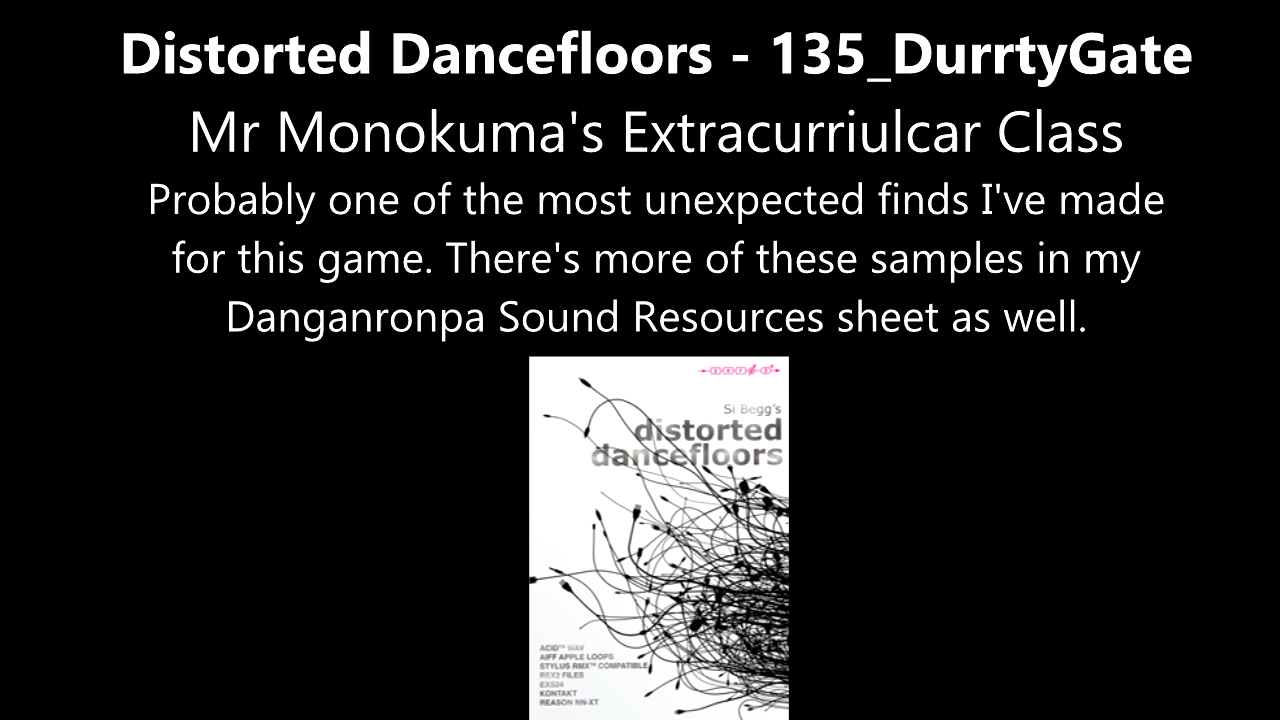 Distorted Dancefloors - 135_DurrtyGate
Mr Monokuma's Extracurriulcar Class
Probably one of the most unexpected finds I've made
for this game. There's more of these samples in my
Danganronpa Sound Resources sheet as well.
Si Begg's
distorted
dancefloors
ACID™ WAV
AIFF APPLE LOOPS
STYLUS RMX™ COMPATIBLE
REX2 FILES
EXS24
KONTAKT
REASON NN-XT